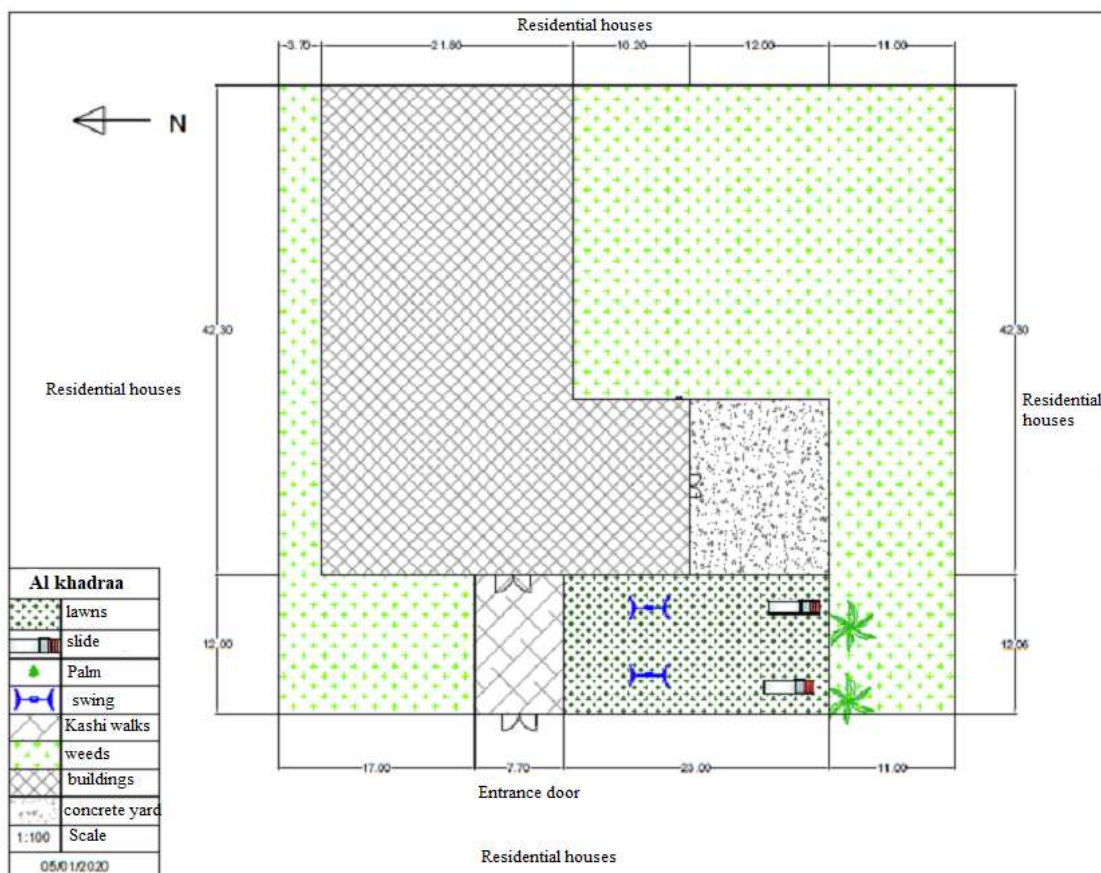 Residential houses
3.70 21.80 10.20 12.00 11.00
N
42.30
42.30
Residential houses
Residential
houses
Al khadraa
lawns
slide
Palm
swing
Kashi walks
weeds
buildings
concrete yard
1:100 Scale
05/01/2020
12.00
12.06
17.00 7.70 23.00 11.00
Entrance door
Residential houses